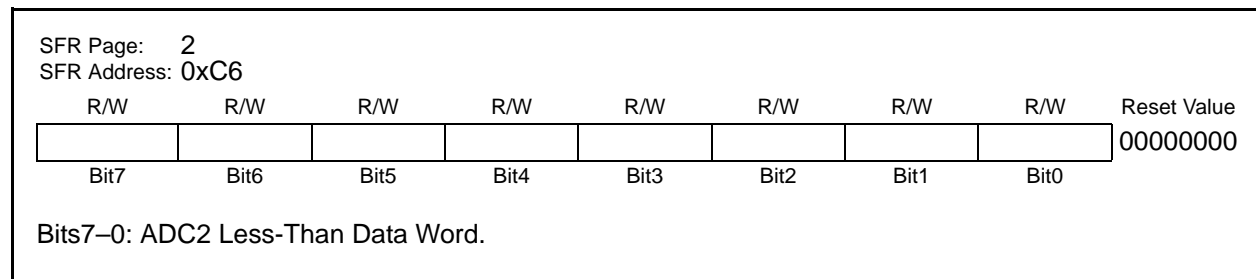 SFR Page: 2
SFR Address: 0xC6
R/W R/W R/W R/W R/W R/W R/W R/W Reset Value
00000000
Bit7 Bit6 Bit5 Bit4 Bit3 Bit2 Bit1 Bit0
Bits7–0: ADC2 Less-Than Data Word.